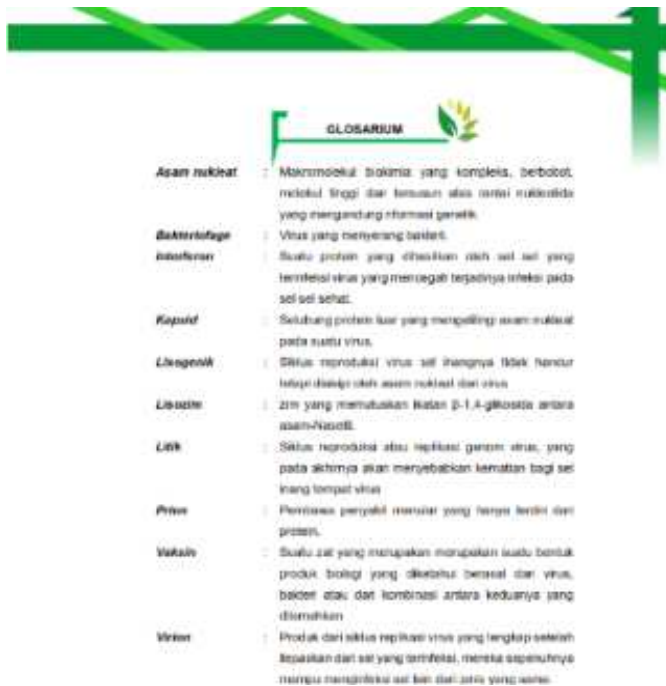 GLOSARIUM
Asam nukleat : Makromolekul biokimia yang kompleks, berbobot,
molekul tinggi dan tersusun atas rantai nukleotida
yang mengandung informasi genetik
Bakteriofage : Virus yang menyerang bakteri.
Interferon : Suatu protein yang dihasilkan oleh sel sel yang
terinfeksi virus yang mencegah terjadinya infeksi pada
sel sel sehat.
Kapsid : Selubung protein luar yang mengelilingi asam nukleat
pada suatu virus.
Lisogenik : Siklus reproduksi virus sel inangnya tidak hancur
tetapi disisipi oleh asam nukleat dari virus
Lisozim : zim yang memutuskan ikatan β-1,4-glikosida antara
Litik : Siklus reproduksi atau replikasi genom virus, yang
pada akhirnya akan menyebabkan kematian bagi sel
inang tempat virus
Prion : Pembawa penyakit menular yang hanya terdiri dari
protein.
Vaksin : Suatu zat yang merupakan merupakan suatu bentuk
produk biologi yang diketahui berasal dari virus,
bakteri atau dari kombinasi antara keduanya yang
dilemahkan
Virion : Produk dari siklus replikasi virus yang lengkap setelah
dilepaskan dari sel yang terinfeksi, mereka sepenuhnya
mampu menginfeksi sel lain dari jenis yang sama.